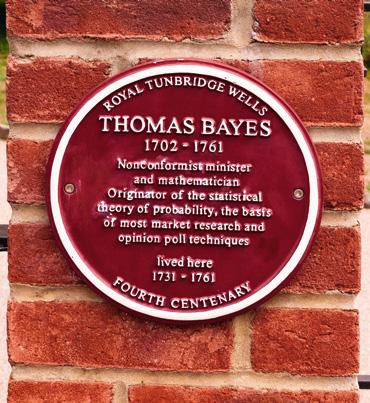 ROYAL TUNBRIDGE WELLS
THOMAS BAYES
1702 - 1761
Nonconformist minister
and mathematician
Originator of the statistical
theory of probability, the basis
of most market research and
opinion poll techniques
lived here
1731 - 1761
FOURTH CENTENARY